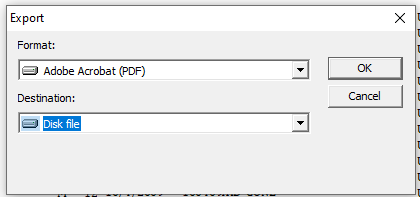 Export
Format:
Adobe Acrobat (PDF)
OK
Destination:
Cancel
Disk file